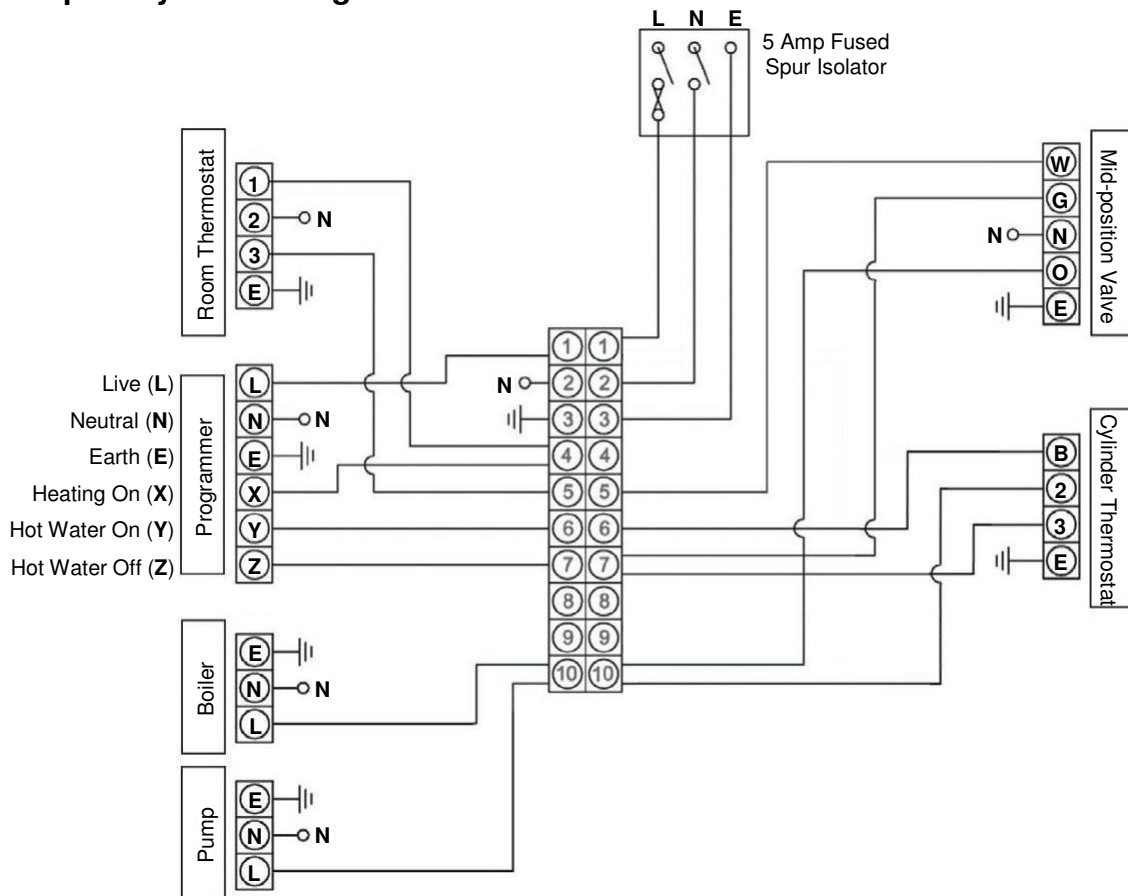 L N E
5 Amp Fused
Spur Isolator
Room Thermostat
1
2 N
3
E
Live (L)
Neutral (N)
Earth (E)
Heating On (X)
Hot Water On (Y)
Hot Water Off (Z)
Programmer
L
N N
E
X
Y
Z
Boiler
E
N N
L
Pump
E
N N
L
1 1
N 2 2
3 3
4 4
5 5
6 6
7 7
8 8
9 9
10 10
W
G
N N
O
E
Mid-position Valve
B
2
3
E
Cylinder Thermostat